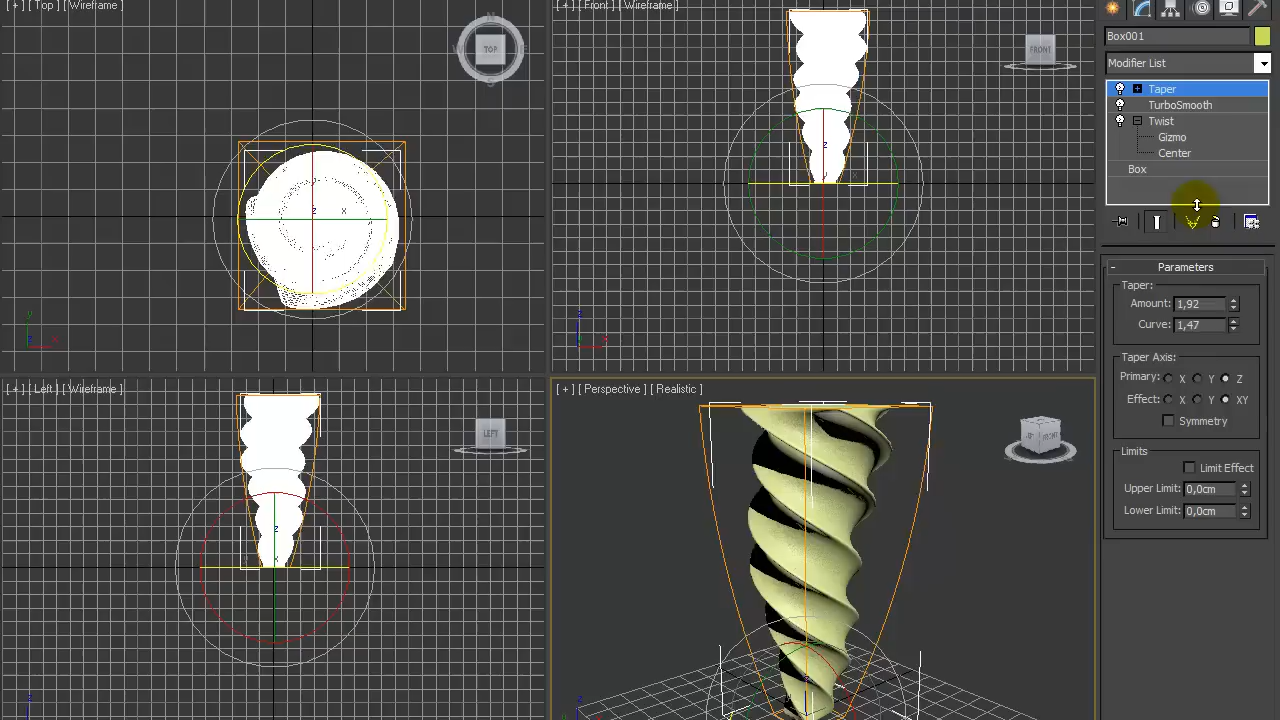 [ + ] [ Top ] [ Wireframe ]
N
W
TOP
S
z
x
y
x
[ + ] [ Front ] [ Wireframe ]
FRONT
z
x
z
x
[ + ] [ Left ] [ Wireframe ]
LEFT
z
x
z
[ + ] [ Perspective ] [ Realistic ]
FRONT
z
Box001
Modifier List
Taper
TurboSmooth
Twist
Gizmo
Center
Box
Parameters
Taper:
Amount: 1,92
Curve: 1,47
Taper Axis:
Primary: X Y Z
Effect: X Y XY
Symmetry
Limits
Limit Effect
Upper Limit: 0,0cm
Lower Limit: 0,0cm